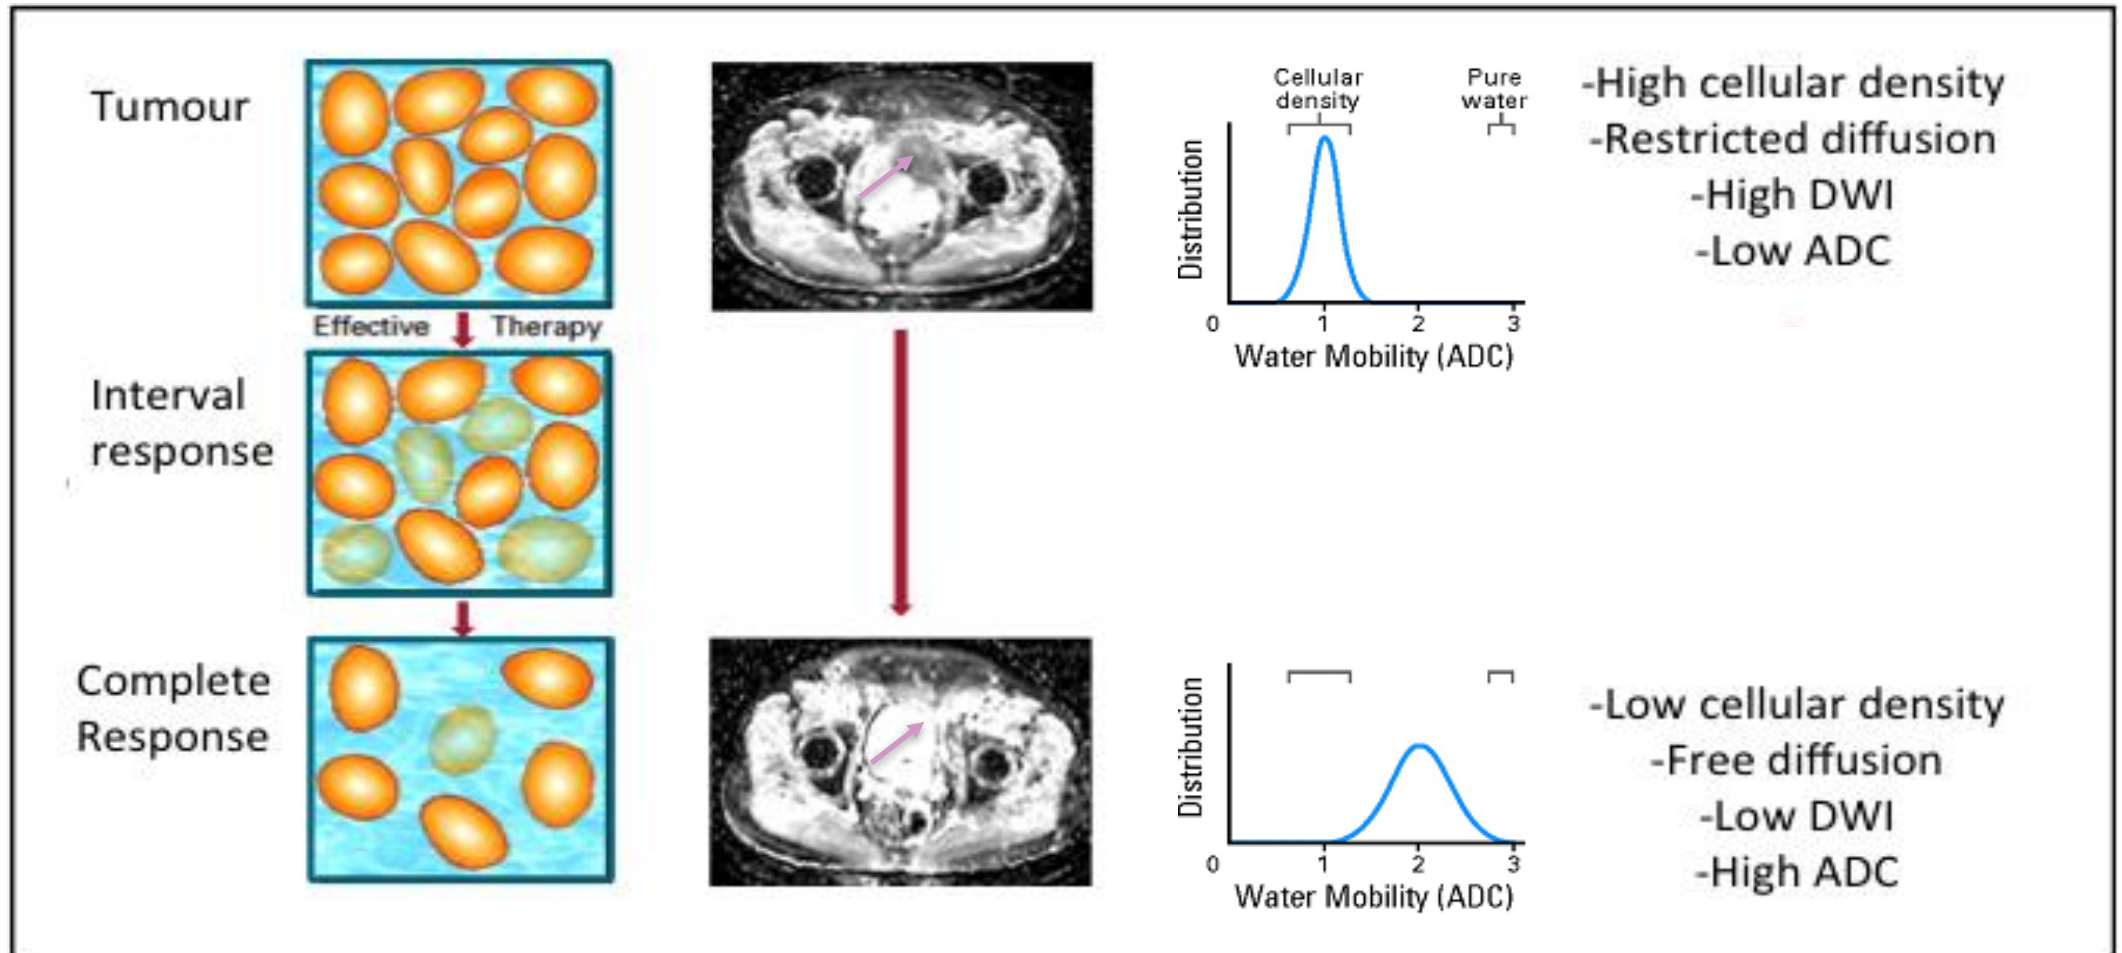 Tumour
Effective Therapy
Interval
response
Complete
Response
Cellular
density
Pure
water
Distribution
0 1 2 3
Water Mobility (ADC)
-High cellular density
-Restricted diffusion
-High DWI
-Low ADC
Distribution
0 1 2 3
Water Mobility (ADC)
-Low cellular density
-Free diffusion
-Low DWI
-High ADC